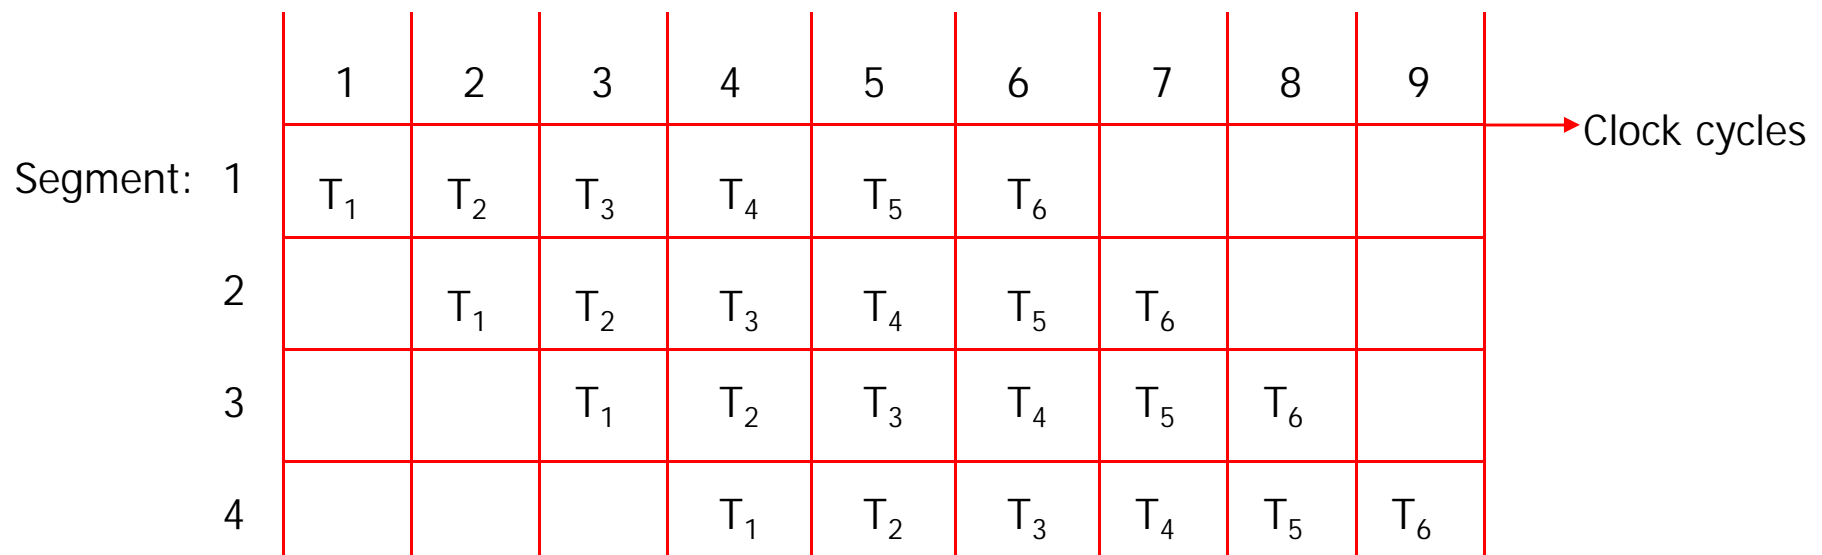 1 2 3 4 5 6 7 8 9
Clock cycles
Segment: 1 T₁ T₂ T₃ T₄ T₅ T₆
2 T₁ T₂ T₃ T₄ T₅ T₆
3 T₁ T₂ T₃ T₄ T₅ T₆
4 T₁ T₂ T₃ T₄ T₅ T₆